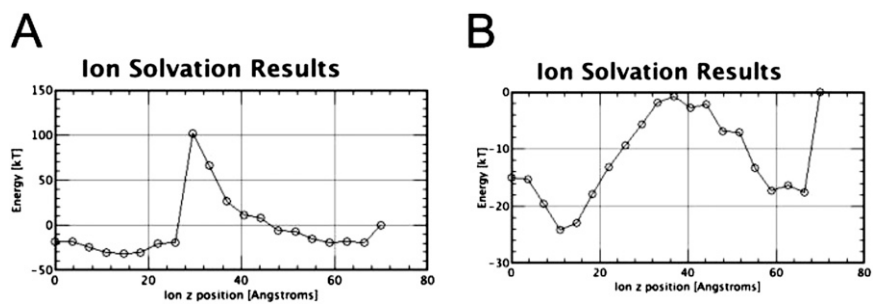 A
Ion Solvation Results
150
100
50
0
-50
Energy [kT]
0
20
40
60
80
Ion z position [Angstroms]
B
Ion Solvation Results
0
-10
-20
-30
Energy [kT]
0
20
40
60
80
Ion z position [Angstroms]